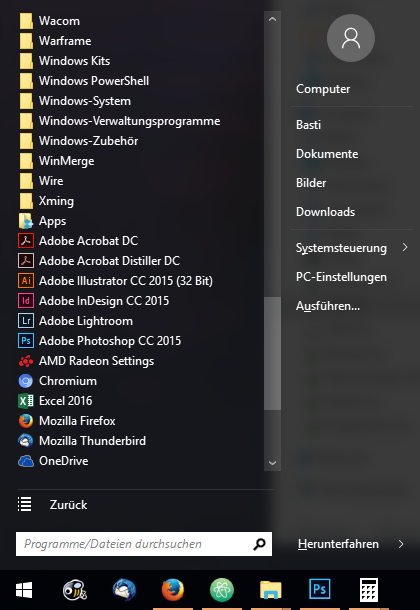 Wacom
Warframe
Windows Kits
Windows PowerShell
Windows-System
Windows-Verwaltungsprogramme
Windows-Zubehör
WinMerge
Wire
Xming
Apps
Adobe Acrobat DC
Adobe Acrobat Distiller DC
Ai Adobe Illustrator CC 2015 (32 Bit)
Id Adobe InDesign CC 2015
Lr Adobe Lightroom
Ps Adobe Photoshop CC 2015
AMD Radeon Settings
Chromium
Excel 2016
Mozilla Firefox
Mozilla Thunderbird
OneDrive
Zurück
Programme/Dateien durchsuchen
Computer
Basti
Dokumente
Bilder
Downloads
Systemsteuerung
PC-Einstellungen
Ausführen...
Herunterfahren
Ps